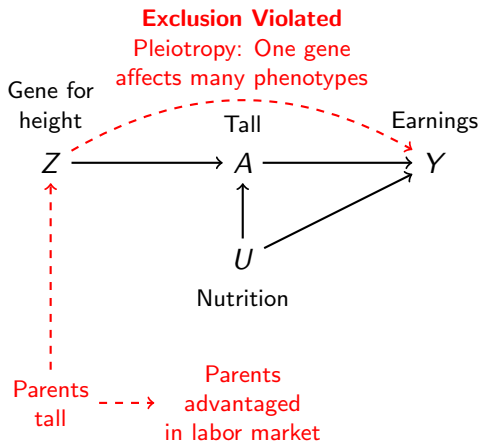 Exclusion Violated
Pleiotropy: One gene
affects many phenotypes
Gene for
height
Tall
Earnings
Z
A
Y
U
Nutrition
Parents
tall
Parents
advantaged
in labor market